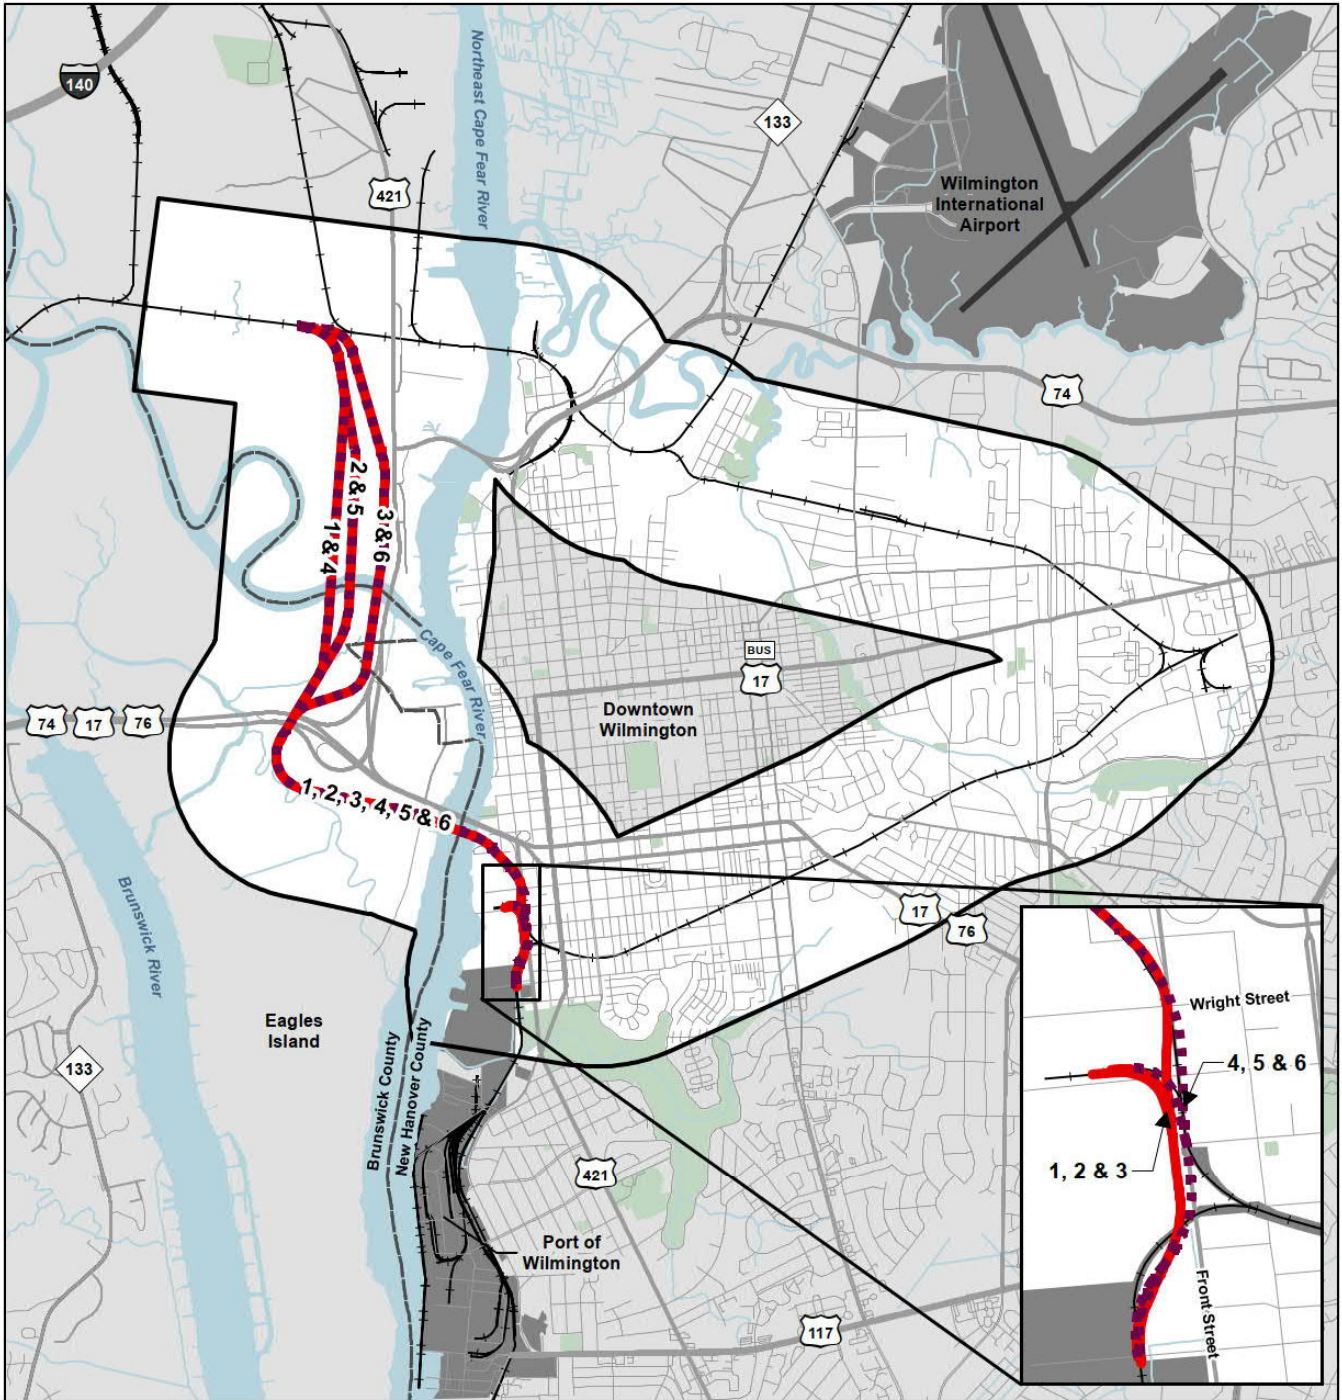 140
Northeast Cape Fear River
133
421
Wilmington
International
Airport
74
2 & 5
3 & 6
1 & 4
Cape Fear River
BUS
17
Downtown
Wilmington
74
17
76
1, 2, 3, 4, 5 & 6
Brunswick River
17
76
Eagles
Island
Wright Street
4, 5 & 6
133
Brunswick County
New Hanover County
1, 2 & 3
421
Port of
Wilmington
Front Street
117